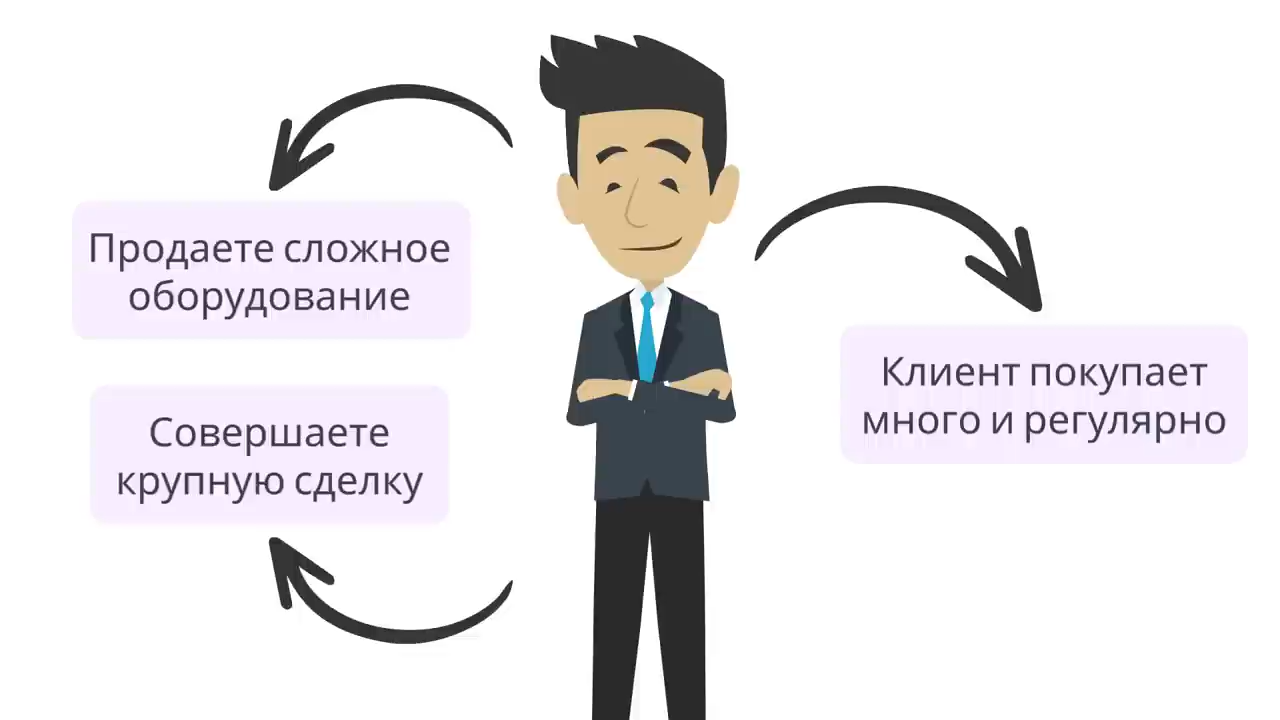 Продаете сложное
оборудование
Совершаете
крупную сделку
Клиент покупает
много и регулярно